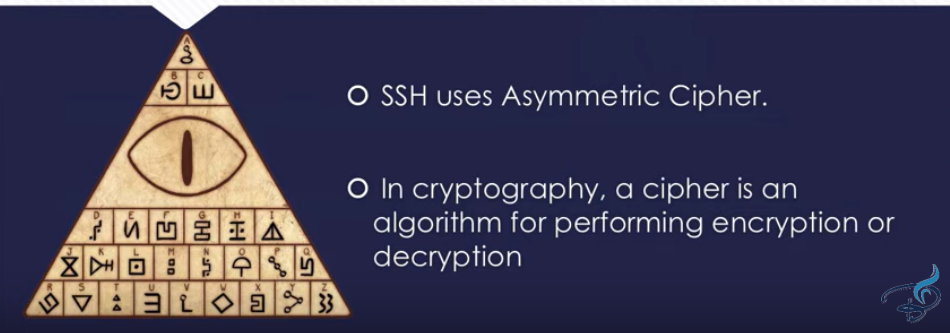 A
B C
D E F G H I
J K L M N O P Q
R S T U V W X Y Z
O SSH uses Asymmetric Cipher.
O In cryptography, a cipher is an
algorithm for performing encryption or
decryption